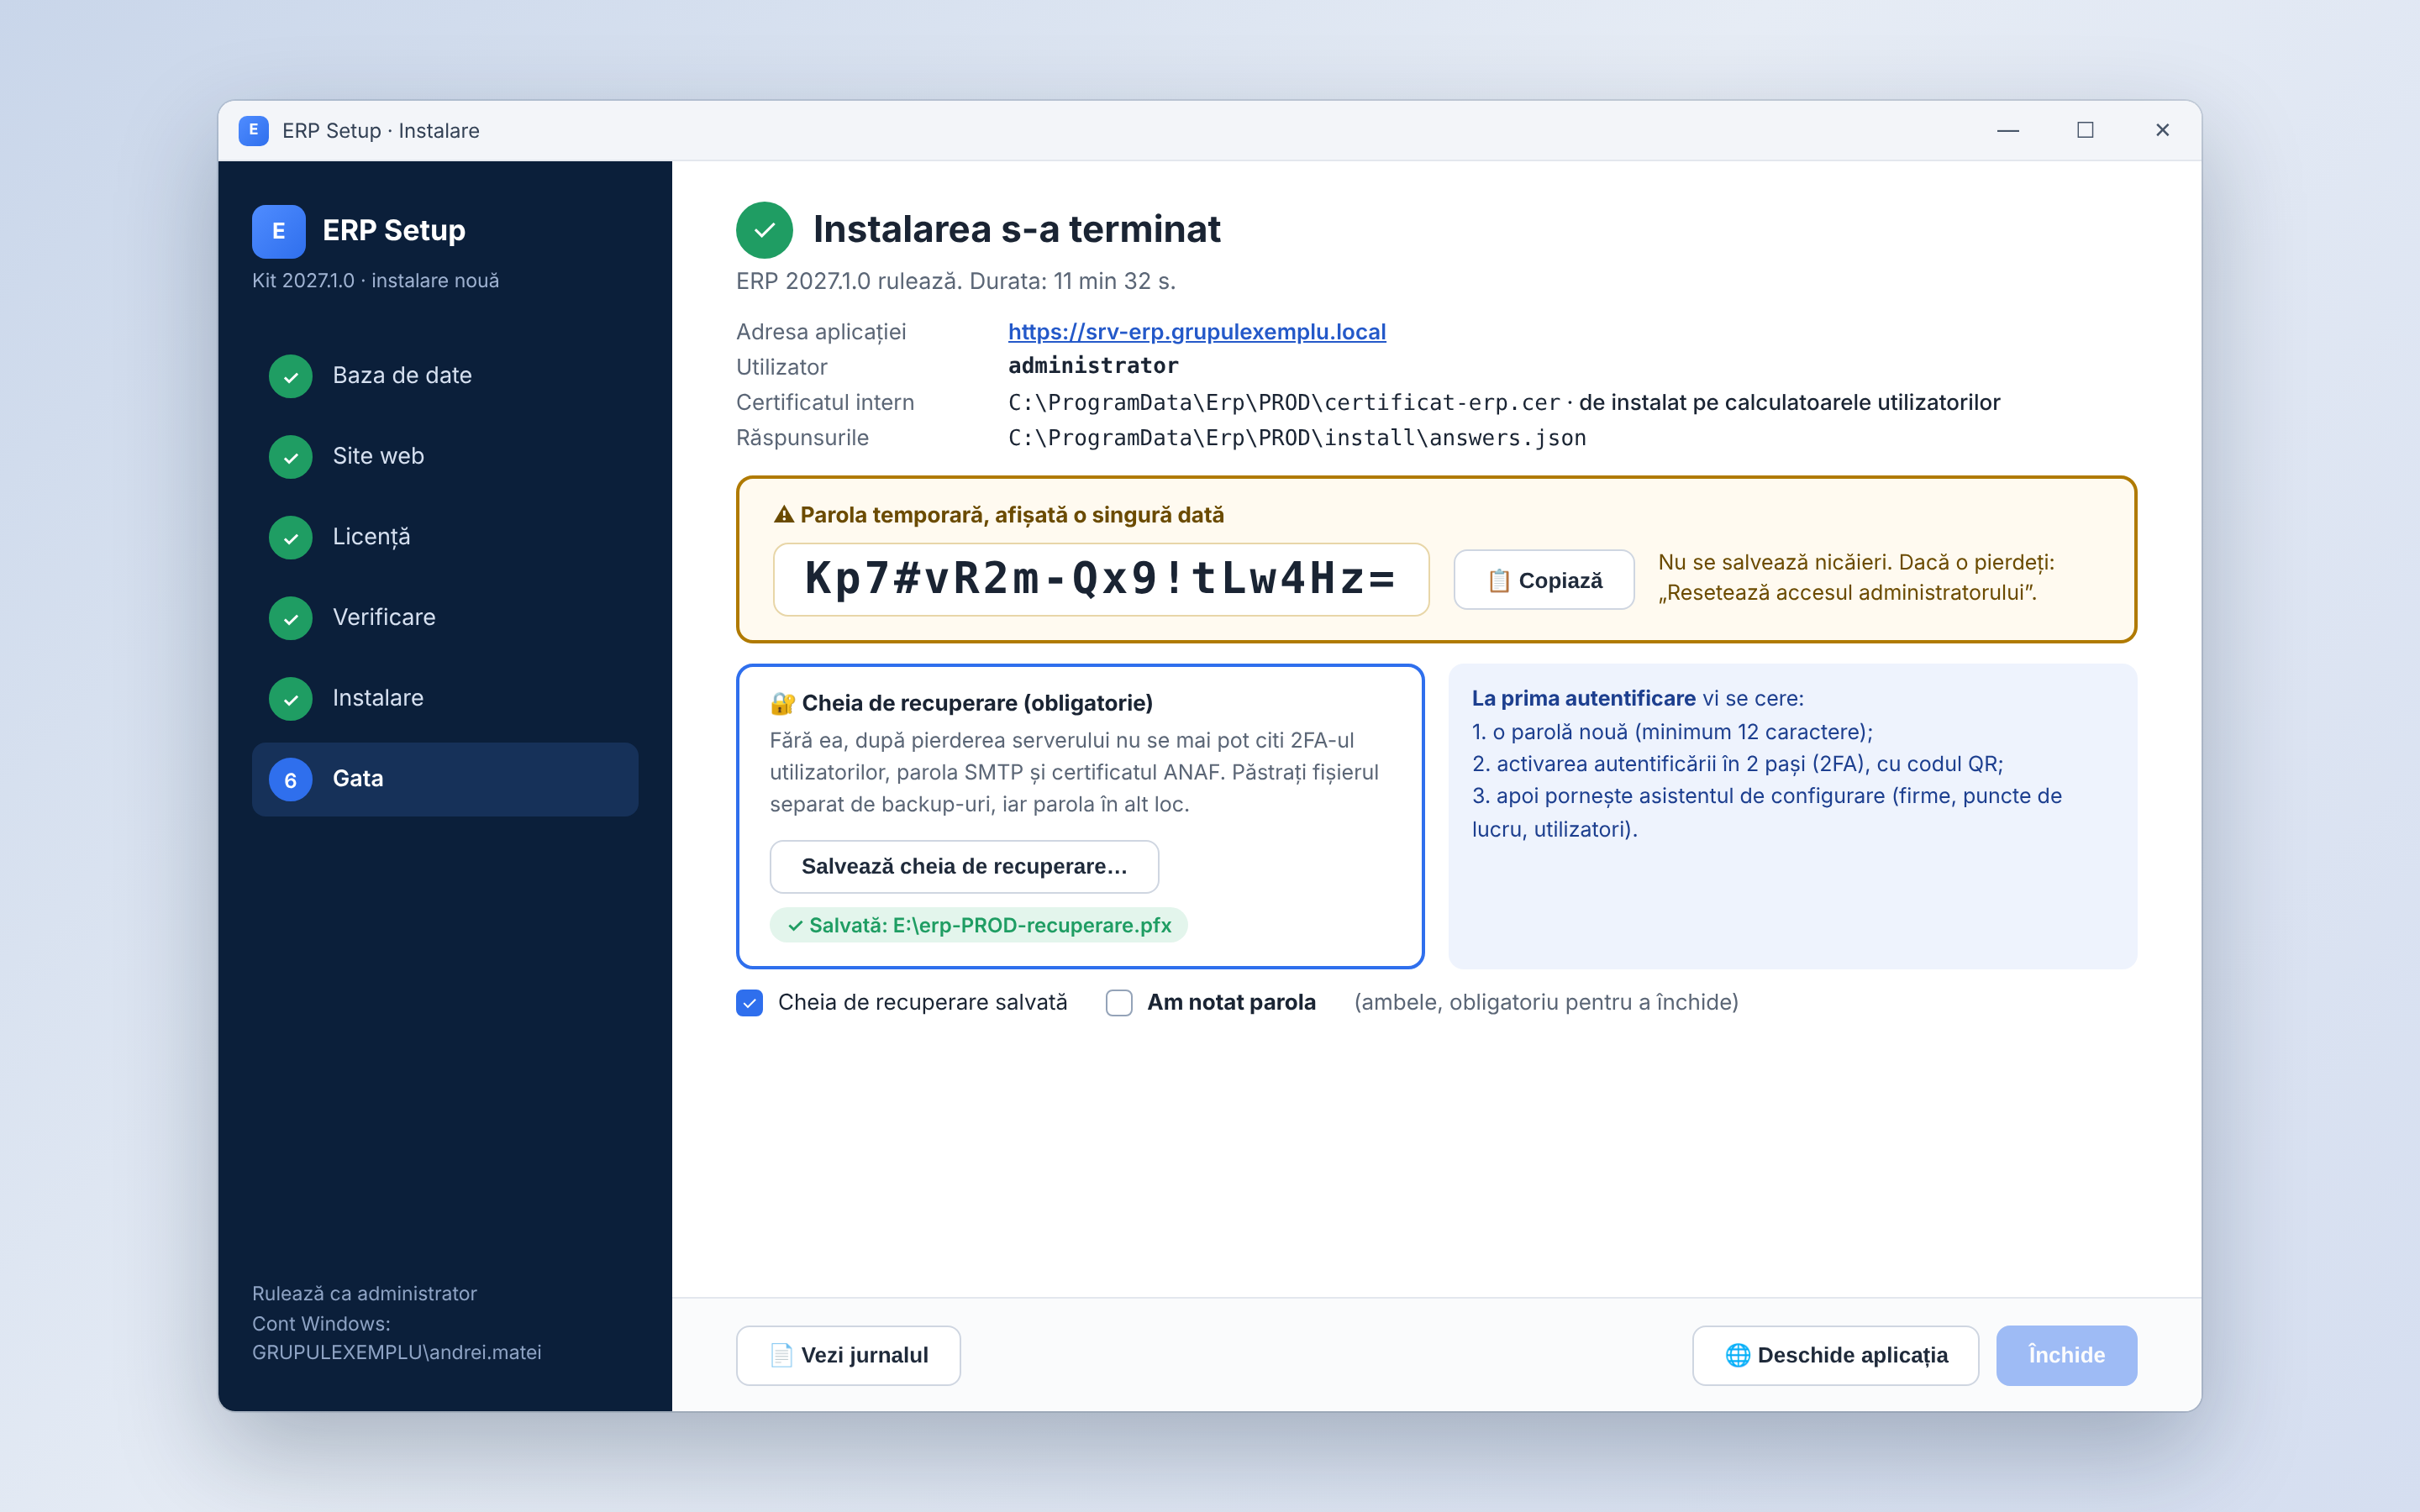 E ERP Setup · Instalare
E ERP Setup
Kit 2027.1.0 · instalare nouă
Baza de date
Site web
Licență
Verificare
Instalare
6 Gata
Rulează ca administrator
Cont Windows:
GRUPULEXEMPLU\andrei.matei
Instalarea s-a terminat
ERP 2027.1.0 rulează. Durata: 11 min 32 s.
Adresa aplicației https://srv-erp.grupulexemplu.local
Utilizator administrator
Certificatul intern C:\ProgramData\Erp\PROD\certificat-erp.cer · de instalat pe calculatoarele utilizatorilor
Răspunsurile C:\ProgramData\Erp\PROD\install\answers.json
⚠ Parola temporară, afișată o singură dată
Kp7#vR2m-Qx9!tLw4Hz=
📋 Copiază
Nu se salvează nicăieri. Dacă o pierdeți:
„Resetează accesul administratorului”.
🔐 Cheia de recuperare (obligatorie)
Fără ea, după pierderea serverului nu se mai pot citi 2FA-ul
utilizatorilor, parola SMTP și certificatul ANAF. Păstrați fișierul
separat de backup-uri, iar parola în alt loc.
Salvează cheia de recuperare…
✓ Salvată: E:\erp-PROD-recuperare.pfx
La prima autentificare vi se cere:
1. o parolă nouă (minimum 12 caractere);
2. activarea autentificării în 2 pași (2FA), cu codul QR;
3. apoi pornește asistentul de configurare (firme, puncte de
lucru, utilizatori).
Cheia de recuperare salvată Am notat parola (ambele, obligatoriu pentru a închide)
📄 Vezi jurnalul
🌐 Deschide aplicația
Închide